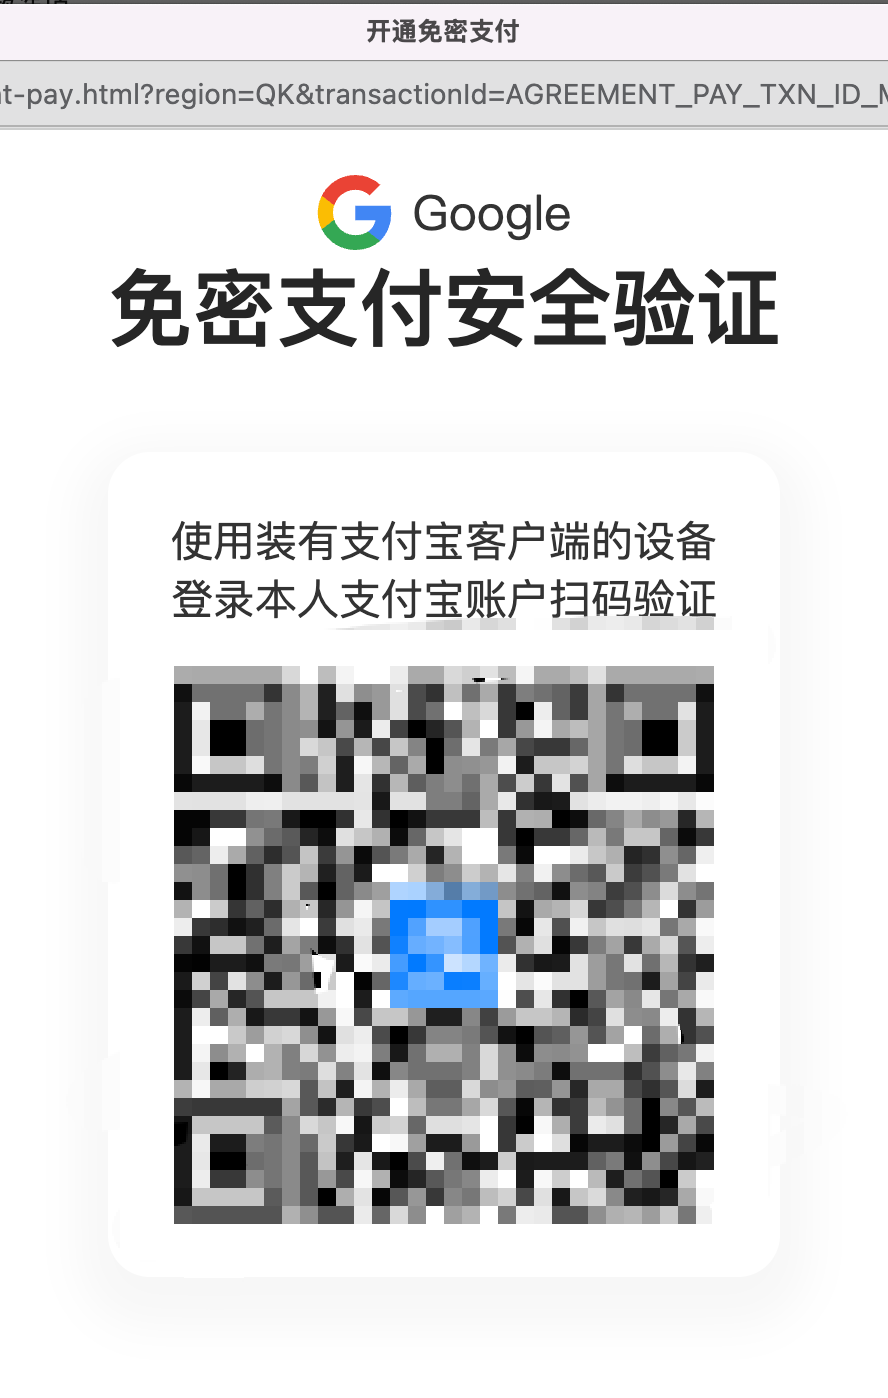 开通免密支付
t-pay.html?region=QK&transactionId=AGREEMENT_PAY_TXN_ID_
Google
免密支付安全验证
使用装有支付宝客户端的设备
登录本人支付宝账户扫码验证